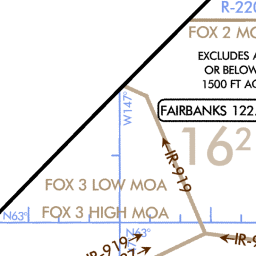 R-220
FOX 2 MO
EXCLUDES A
OR BELOW
1500 FT AG
W147°
FAIRBANKS 122.
16²
IR-919
FOX 3 LOW MOA
FOX 3 HIGH MOA
N63°
N63°
IR-919
IR-9